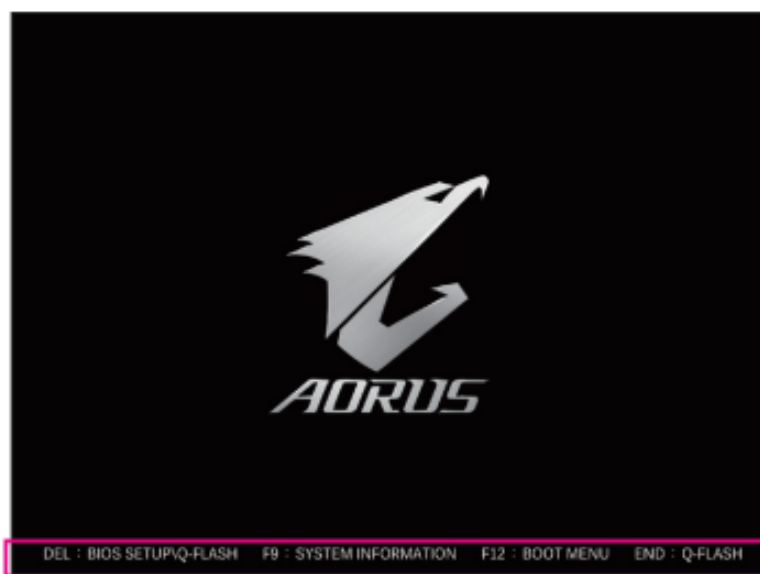 AORUS
DEL : BIOS SETUP\Q-FLASH F9 : SYSTEM INFORMATION F12 : BOOT MENU END : Q-FLASH